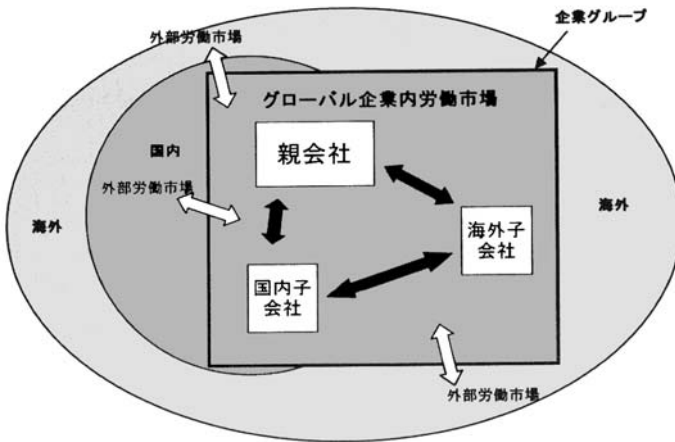 企業グループ
外部労働市場
グローバル企業内労働市場
国内
親会社
外部労働市場
海外
海外
海外子
会社
国内子
会社
外部労働市場